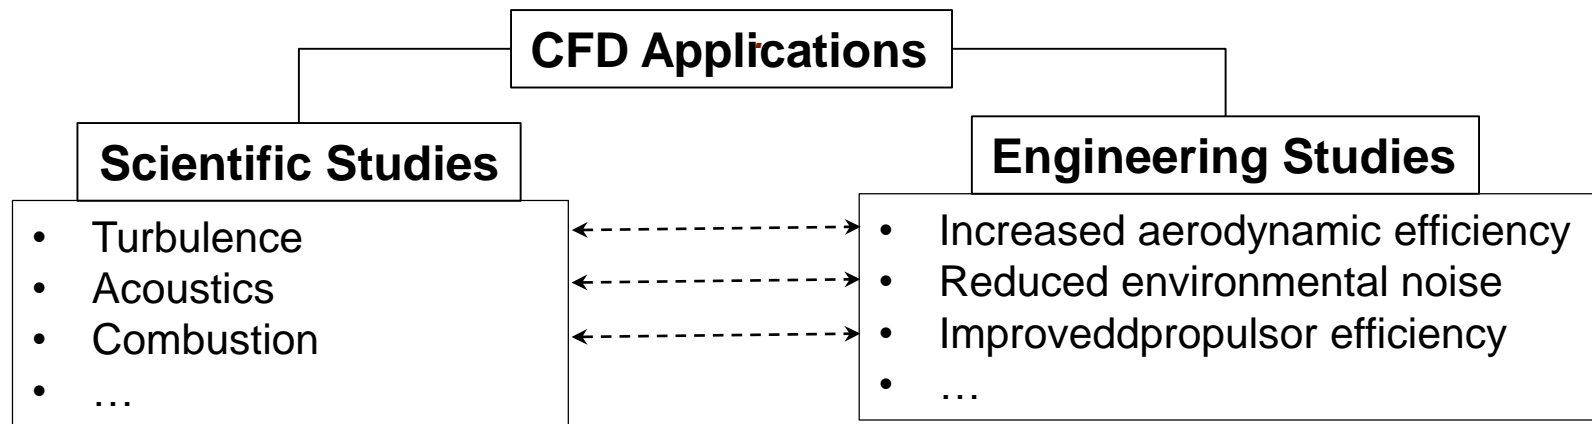 CFD Applications
Scientific Studies
• Turbulence
• Acoustics
• Combustion
• …
Engineering Studies
• Increased aerodynamic efficiency
• Reduced environmental noise
• Improveddpropulsor efficiency
• …